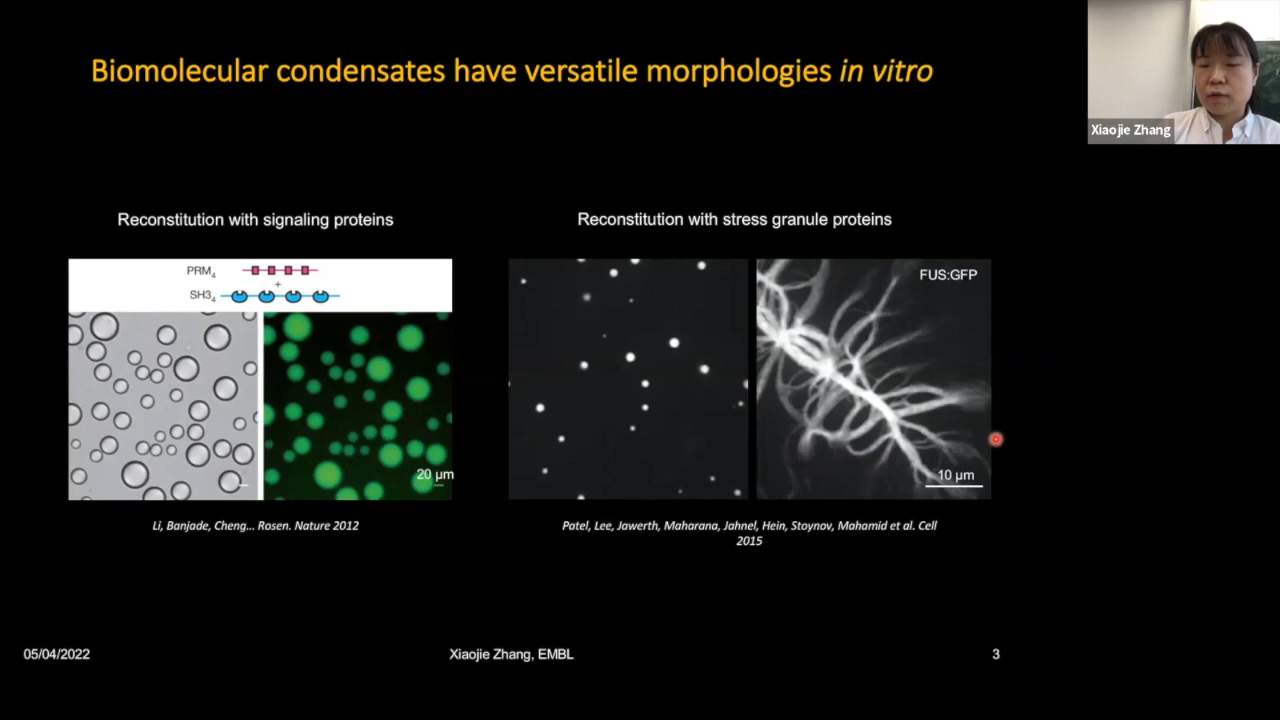 Biomolecular condensates have versatile morphologies in vitro
Xiaojie Zhang
Reconstitution with signaling proteins
Reconstitution with stress granule proteins
PRM4
+
SH34
FUS:GFP
20 μm
10 μm
Li, Banjade, Cheng... Rosen. Nature 2012
Patel, Lee, Jawerth, Maharana, Jahnel, Hein, Stoynov, Mahamid et al. Cell
2015
05/04/2022
Xiaojie Zhang, EMBL
3